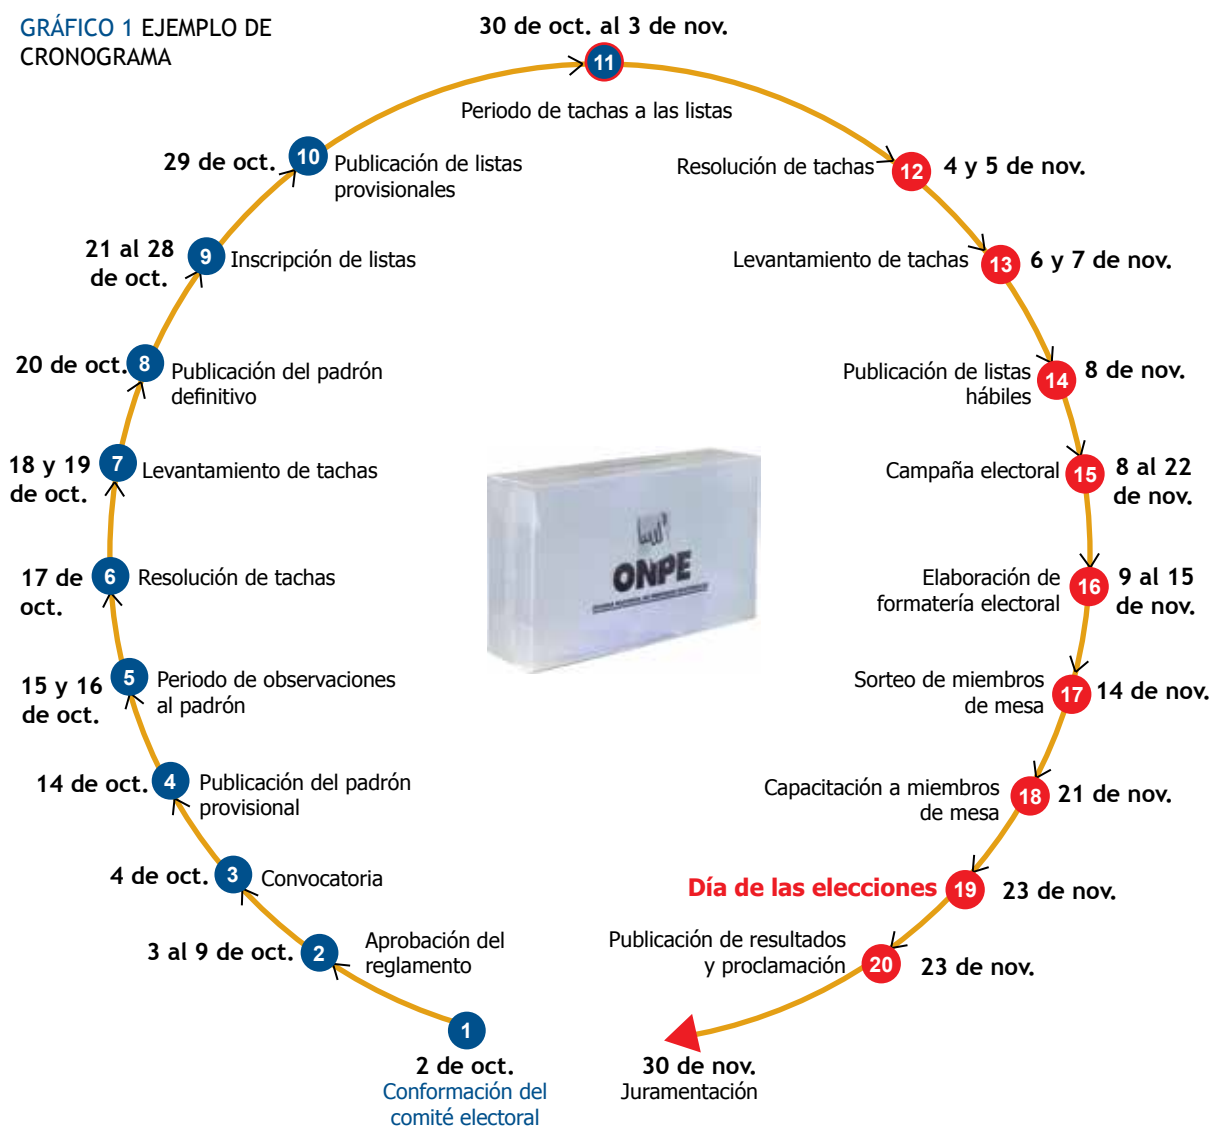 GRÁFICO 1 EJEMPLO DE
CRONOGRAMA
2 de oct.
1
Conformación del
comité electoral
3 al 9 de oct.
2
Aprobación del
reglamento
4 de oct.
3
Convocatoria
14 de oct.
4
Publicación del padrón
provisional
15 y 16
de oct.
5
Periodo de observaciones
al padrón
17 de
oct.
6
Resolución de tachas
18 y 19
de oct.
7
Levantamiento de tachas
20 de oct.
8
Publicación del padrón
definitivo
21 al 28
de oct.
9
Inscripción de listas
29 de oct.
10
Publicación de listas
provisionales
30 de oct. al 3 de nov.
11
Periodo de tachas a las listas
Resolución de tachas
12
4 y 5 de nov.
Levantamiento de tachas
13
6 y 7 de nov.
Publicación de listas
hábiles
14
8 de nov.
Campaña electoral
15
8 al 22
de nov.
Elaboración de
formatería electoral
16
9 al 15
de nov.
Sorteo de miembros
de mesa
17
14 de nov.
Capacitación a miembros
de mesa
18
21 de nov.
Día de las elecciones
19
23 de nov.
Publicación de resultados
y proclamación
20
23 de nov.
30 de nov.
Juramentación
ONPE